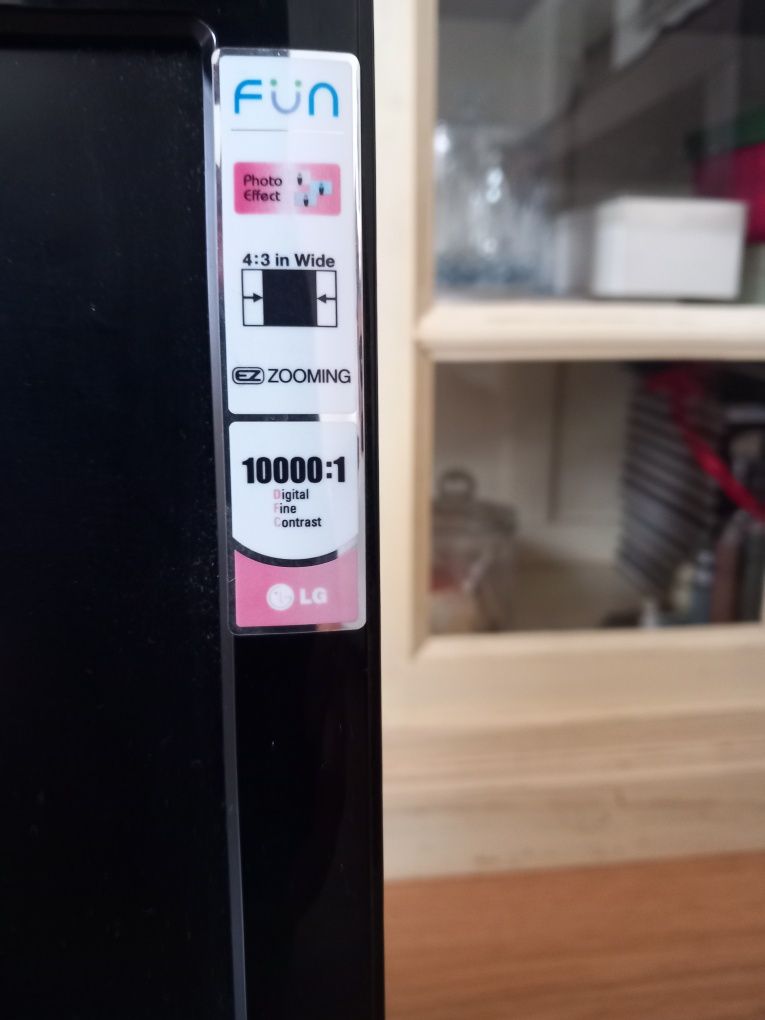 FUN
Photo
Effect
4:3 in Wide
EZ ZOOMING
10000:1
Digital
Fine
Contrast
LG